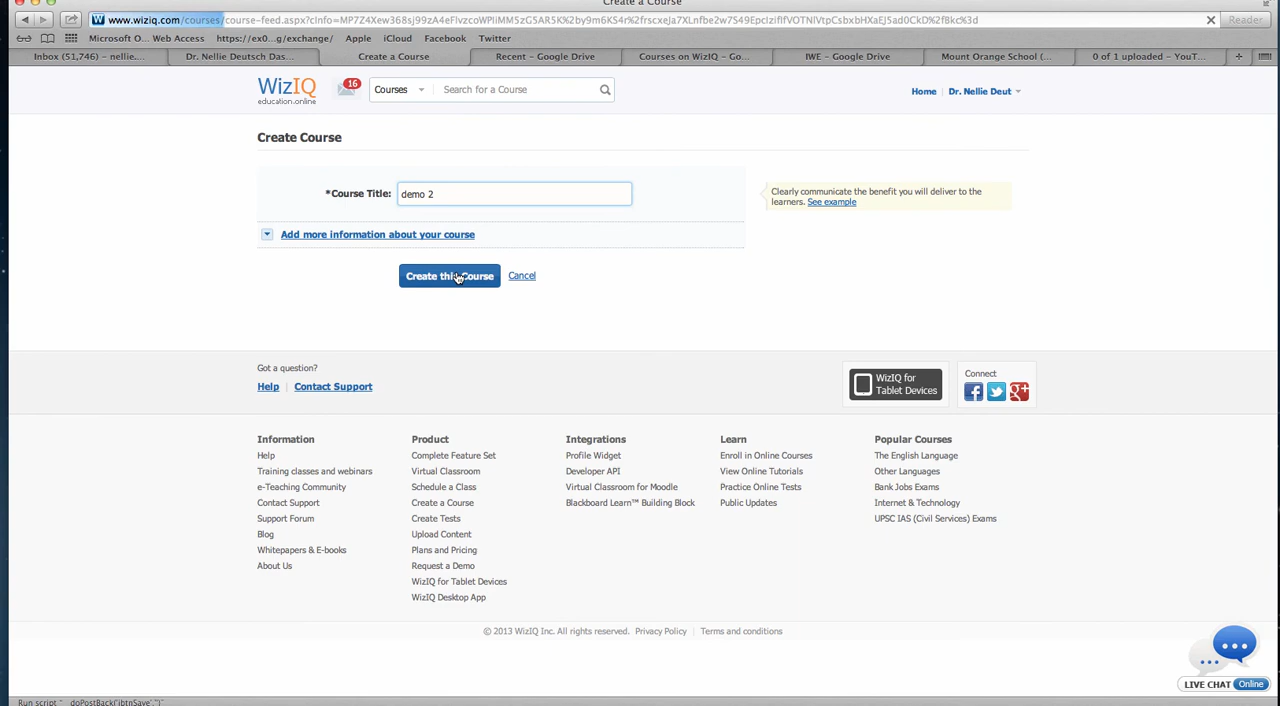 Create a Course
www.wiziq.com/courses/course-feed.aspx?cInfo=
Reader
Microsoft O... Web Access https://ex0...g/exchange/ Apple iCloud Facebook Twitter
Inbox (51,746) – nellie... Dr. Nellie Deutsch Das... Create a Course Recent – Google Drive Courses on WizIQ – Go... IWE – Google Drive Mount Orange School (... 0 of 1 uploaded – YouT... +
WizIQ
education.online
16
Courses Search for a Course
Home Dr. Nellie Deut
Create Course
*Course Title: demo 2
Clearly communicate the benefit you will deliver to the
learners. See example
Add more information about your course
Create this Course Cancel
Got a question?
Help Contact Support
WizIQ for
Tablet Devices
Connect
Information Product Integrations Learn Popular Courses
Help Complete Feature Set Profile Widget Enroll in Online Courses The English Language
Training classes and webinars Virtual Classroom Developer API View Online Tutorials Other Languages
e-Teaching Community Schedule a Class Virtual Classroom for Moodle Practice Online Tests Bank Jobs Exams
Contact Support Create a Course Blackboard Learn™ Building Block Public Updates Internet & Technology
Support Forum Create Tests UPSC IAS (Civil Services) Exams
Blog Upload Content
Whitepapers & E-books Plans and Pricing
About Us Request a Demo
WizIQ for Tablet Devices
WizIQ Desktop App
© 2013 WizIQ Inc. All rights reserved. Privacy Policy | Terms and conditions
LIVE CHAT Online
Run script "__doPostBack('ibtnSave','')"